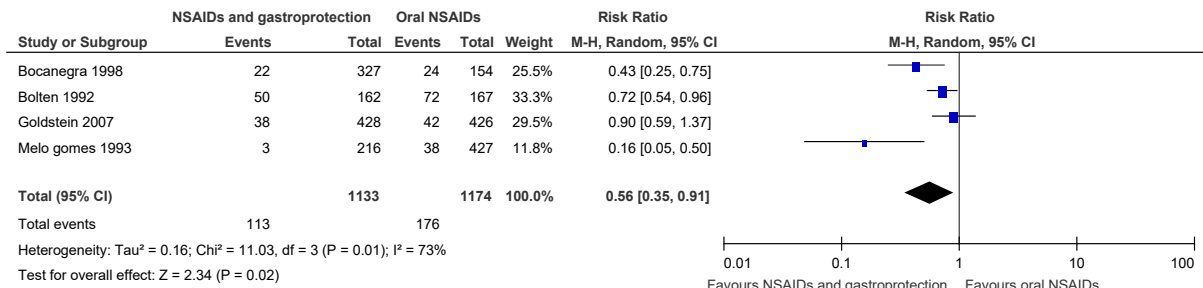 NSAIDs and gastroprotection Oral NSAIDs Risk Ratio Risk Ratio
Study or Subgroup Events Total Events Total Weight M-H, Random, 95% CI M-H, Random, 95% CI
Bocanegra 1998 22 327 24 154 25.5% 0.43 [0.25, 0.75]
Bolten 1992 50 162 72 167 33.3% 0.72 [0.54, 0.96]
Goldstein 2007 38 428 42 426 29.5% 0.90 [0.59, 1.37]
Melo gomes 1993 3 216 38 427 11.8% 0.16 [0.05, 0.50]
Total (95% CI) 1133 1174 100.0% 0.56 [0.35, 0.91]
Total events 113 176
Heterogeneity: Tau² = 0.16; Chi² = 11.03, df = 3 (P = 0.01); I² = 73%
Test for overall effect: Z = 2.34 (P = 0.02)
0.01 0.1 1 10 100
Favours NSAIDs and gastroprotection Favours oral NSAIDs